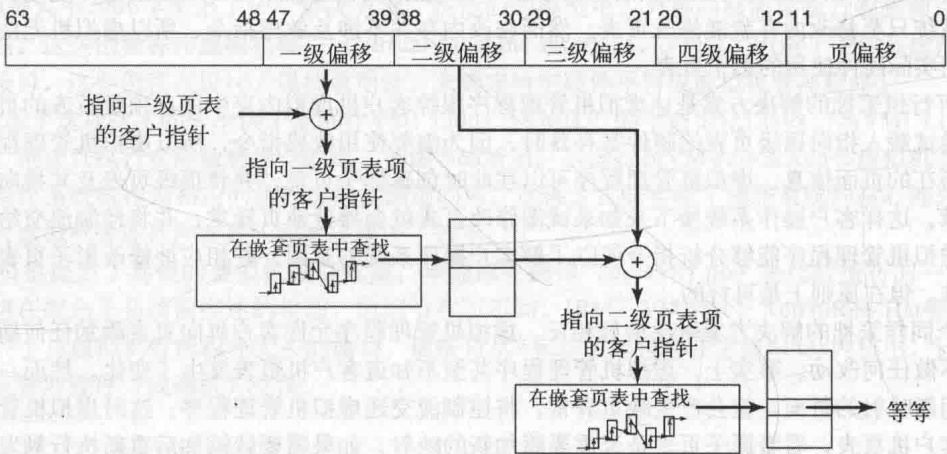 63 48 47 39 38 30 29 21 20 12 11 0
一级偏移 二级偏移 三级偏移 四级偏移 页偏移
指向一级页表
的客户指针
+
指向一级页表项
的客户指针
在嵌套页表中查找
+
指向二级页表项
的客户指针
在嵌套页表中查找
等等